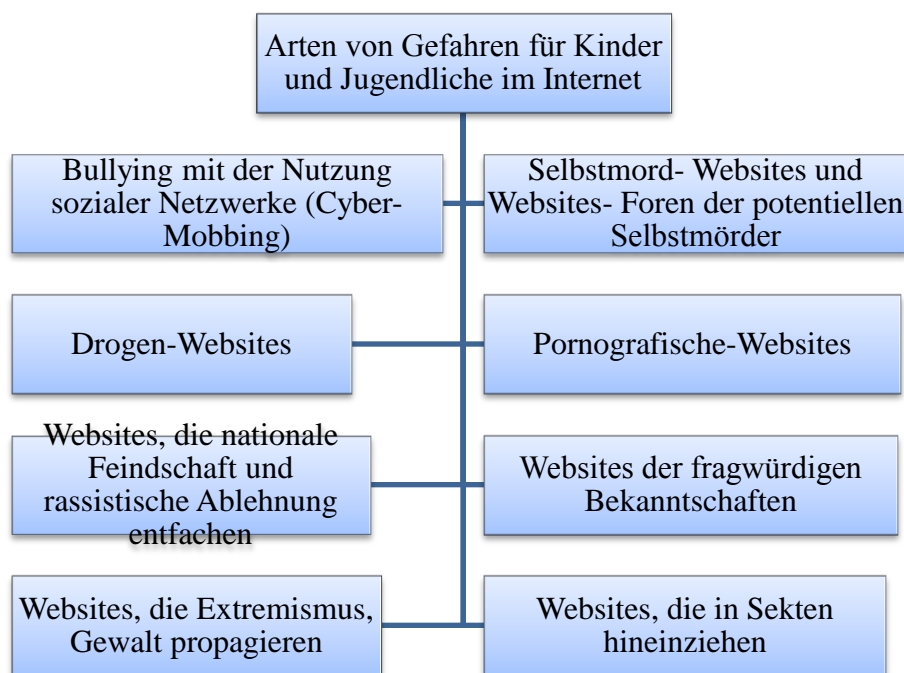 Arten von Gefahren für Kinder
und Jugendliche im Internet
Bullying mit der Nutzung
sozialer Netzwerke (Cyber-
Mobbing)
Selbstmord- Websites und
Websites- Foren der potentiellen
Selbstmörder
Drogen-Websites
Pornografische-Websites
Websites, die nationale
Feindschaft und
rassistische Ablehnung
entfachen
Websites der fragwürdigen
Bekanntschaften
Websites, die Extremismus,
Gewalt propagieren
Websites, die in Sekten
hineinziehen